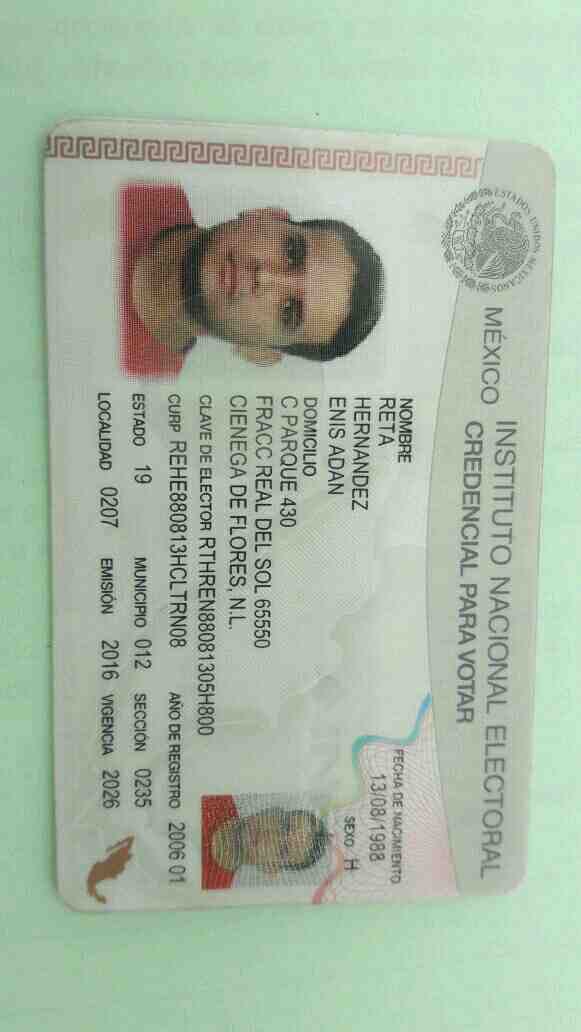 ESTADOS UNIDOS MEXICANOS
MÉXICO INSTITUTO NACIONAL ELECTORAL
CREDENCIAL PARA VOTAR
NOMBRE
RETA
HERNANDEZ
ENIS ADAN
FECHA DE NACIMIENTO
13/08/1988
SEXO H
DOMICILIO
C PARQUE 430
FRACC REAL DEL SOL 65550
CIENEGA DE FLORES, N.L.
CLAVE DE ELECTOR RTHREN88081305H800
CURP REHE880813HCLTRN08 AÑO DE REGISTRO 2006 01
ESTADO 19 MUNICIPIO 012 SECCIÓN 0235
LOCALIDAD 0207 EMISIÓN 2016 VIGENCIA 2026